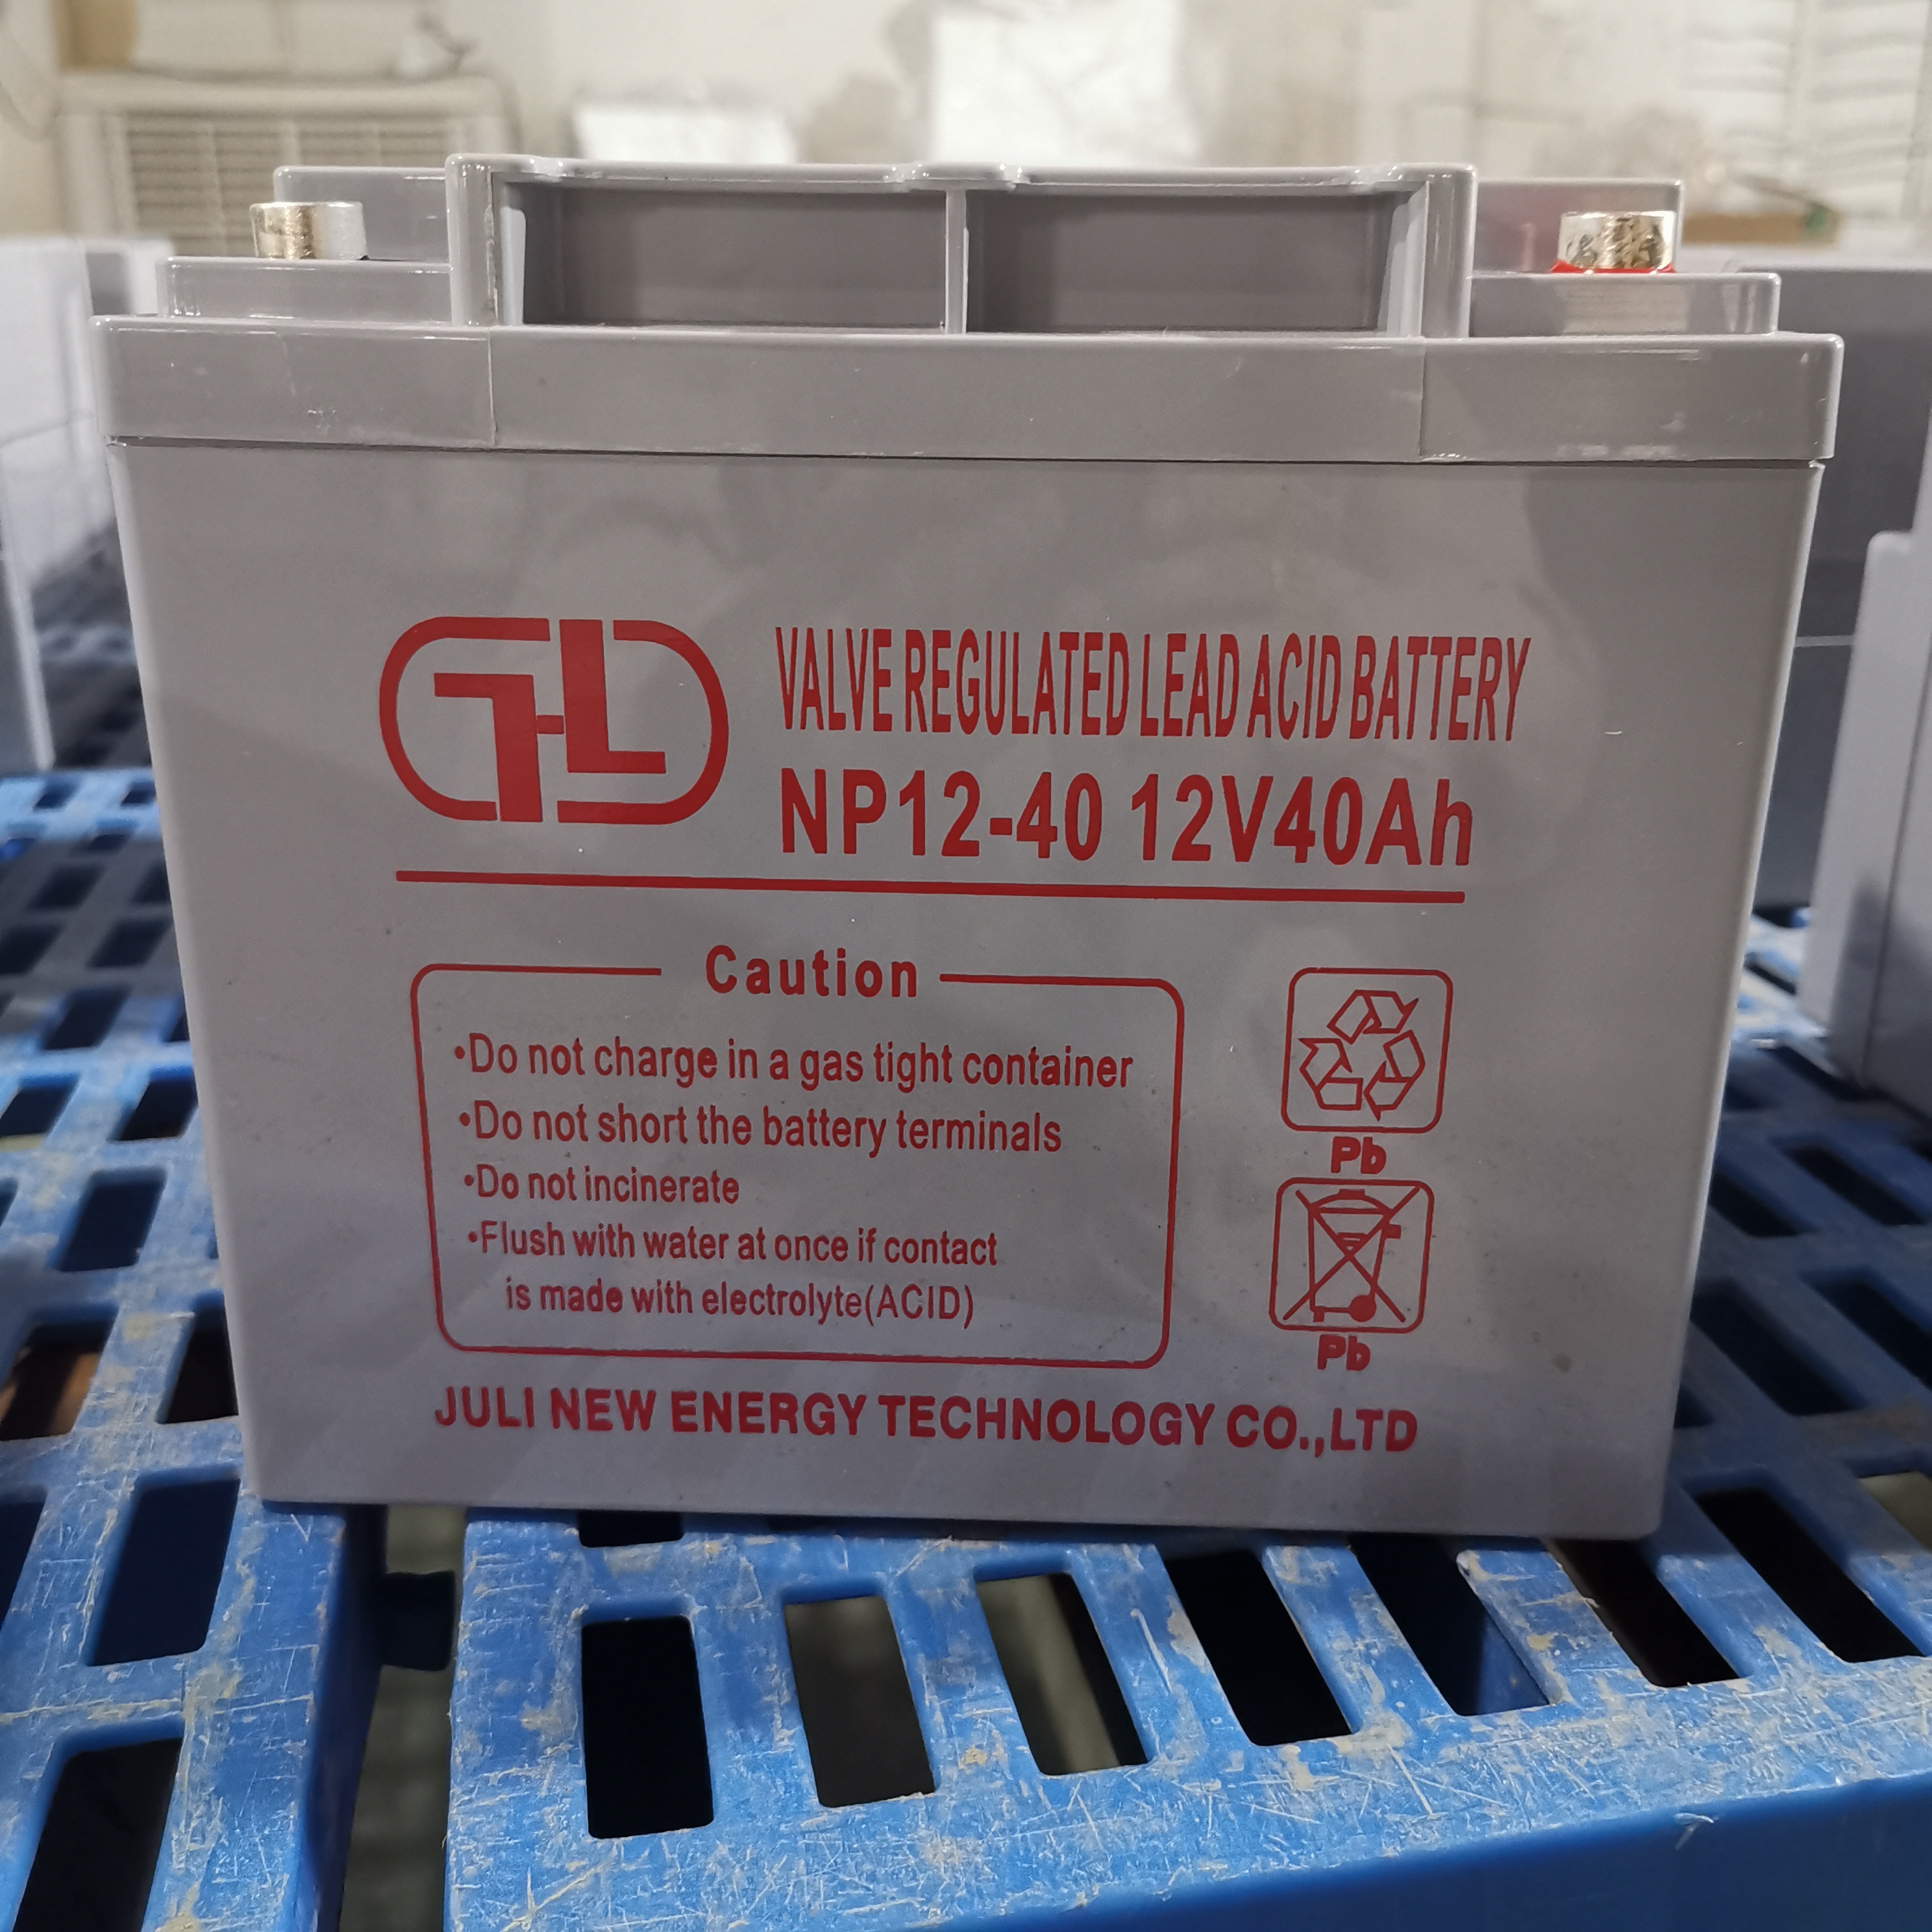 VALVE REGULATED LEAD ACID BATTERY
NP12-40 12V40Ah
Caution
•Do not charge in a gas tight container
•Do not short the battery terminals
•Do not incinerate
•Flush with water at once if contact
is made with electrolyte(ACID)
Pb
Pb
JULI NEW ENERGY TECHNOLOGY CO.,LTD